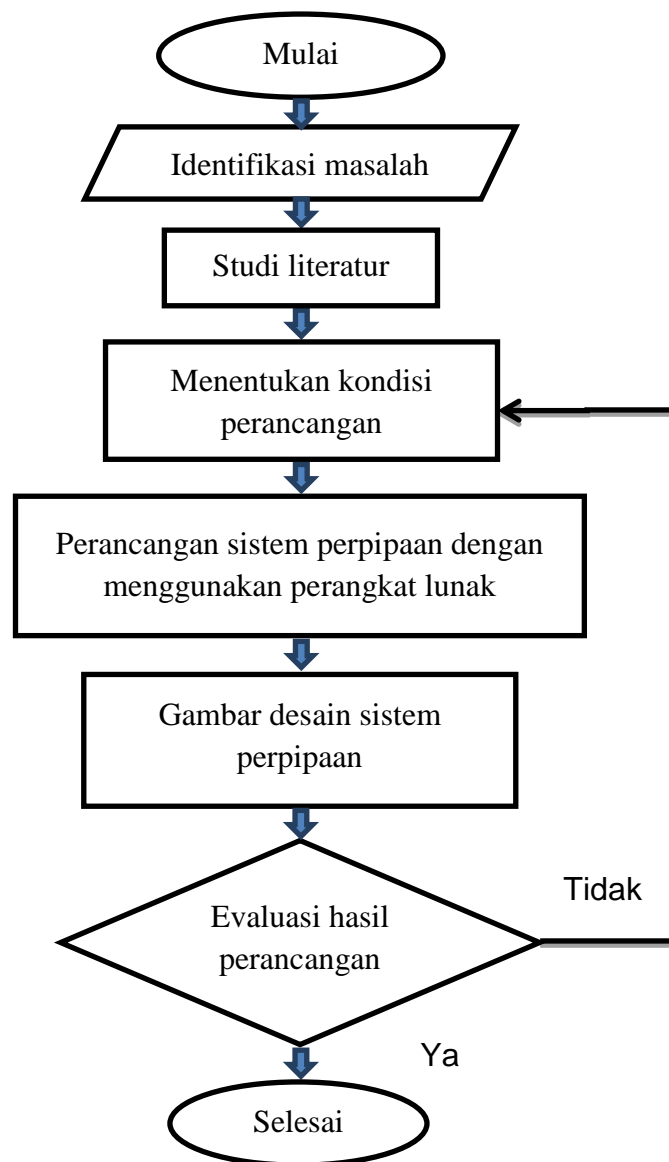 Mulai
Identifikasi masalah
Studi literatur
Menentukan kondisi
perancangan
Perancangan sistem perpipaan dengan
menggunakan perangkat lunak
Gambar desain sistem
perpipaan
Evaluasi hasil
perancangan
Tidak
Ya
Selesai